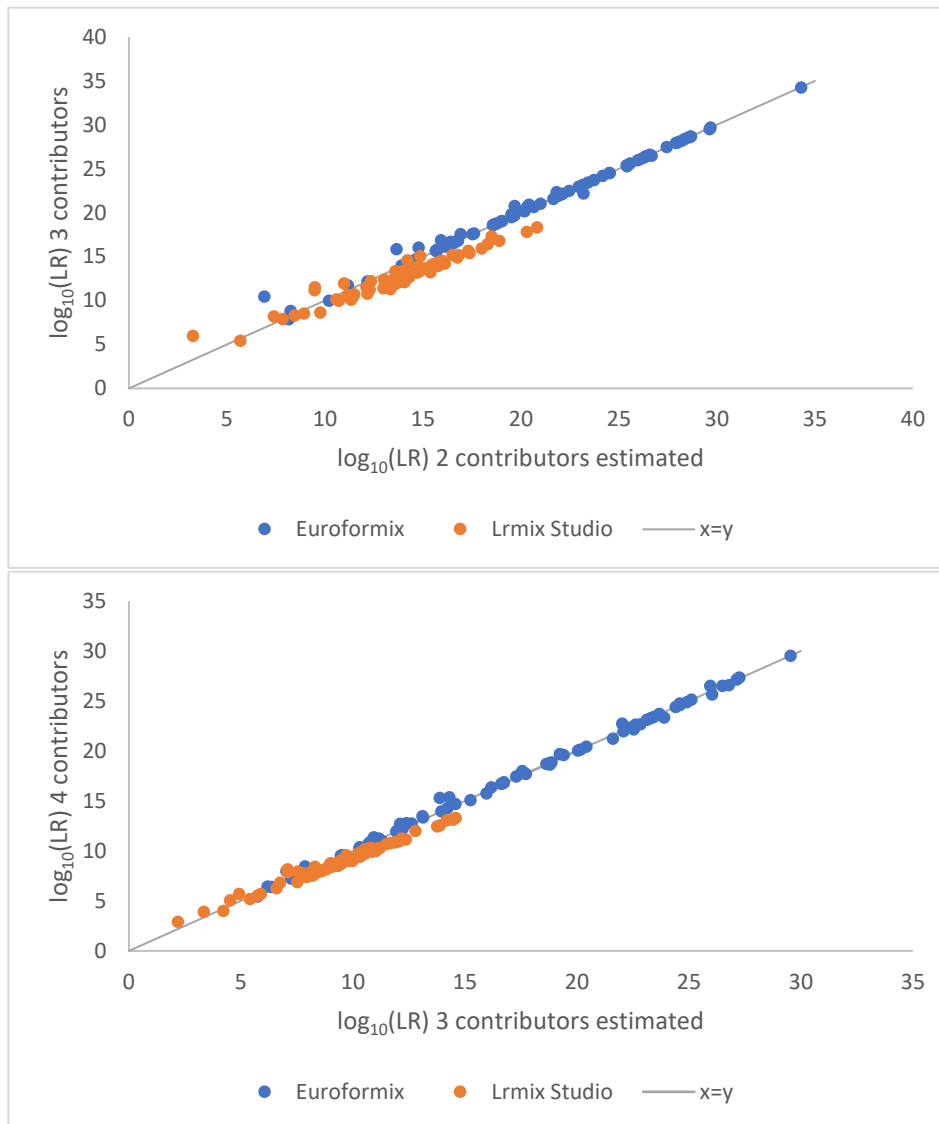 40
35
30
25
20
15
10
5
0
log₁₀(LR) 3 contributors
0 5 10 15 20 25 30 35 40
log₁₀(LR) 2 contributors estimated
Euroformix Lrmix Studio x=y
35
30
25
20
15
10
5
0
log₁₀(LR) 4 contributors
0 5 10 15 20 25 30 35
log₁₀(LR) 3 contributors estimated
Euroformix Lrmix Studio x=y